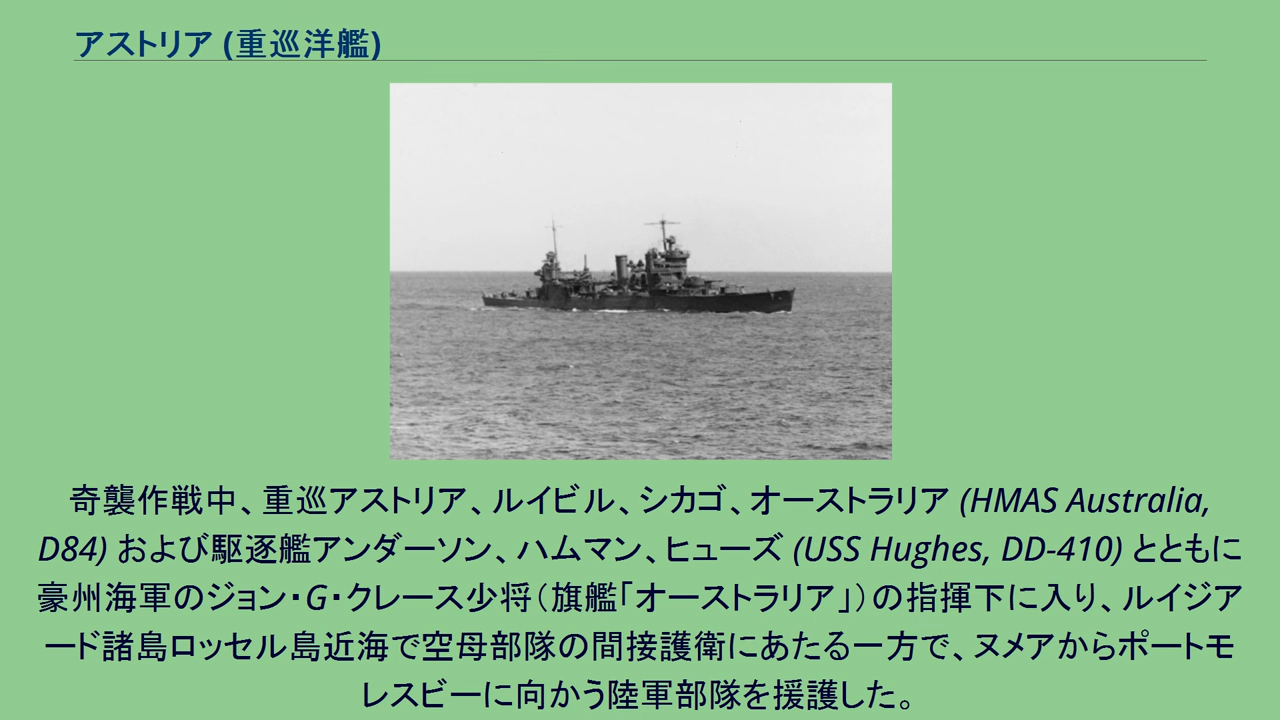 アストリア (重巡洋艦)
奇襲作戦中、重巡アストリア、ルイビル、シカゴ、オーストラリア (HMAS Australia,
D84) および駆逐艦アンダーソン、ハムマン、ヒューズ (USS Hughes, DD-410) とともに
豪州海軍のジョン・G・クレース少将（旗艦「オーストラリア」）の指揮下に入り、ルイジア
ード諸島ロッセル島近海で空母部隊の間接護衛にあたる一方で、ヌメアからポートモ
レスビーに向かう陸軍部隊を援護した。